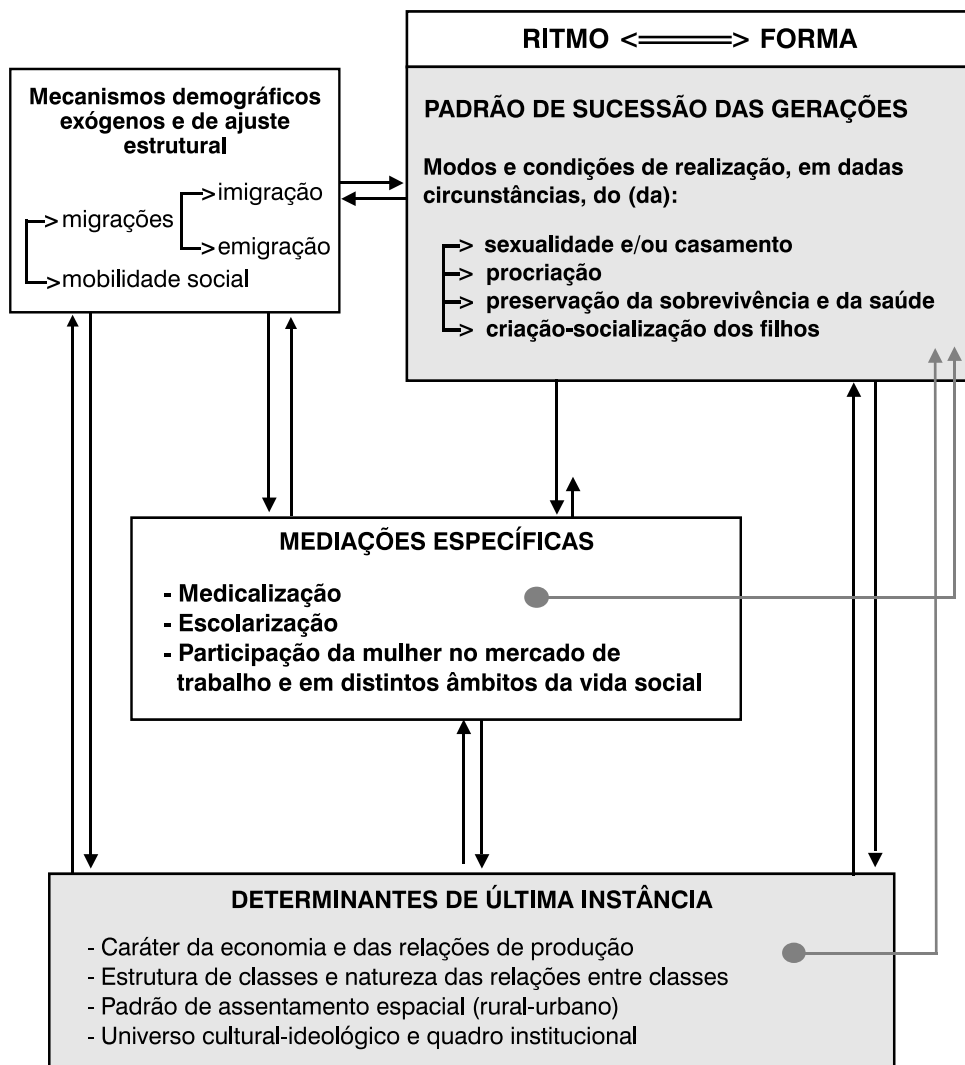 RITMO <=====> FORMA
Mecanismos demográficos
exógenos e de ajuste
estrutural
imigração
migrações
emigração
mobilidade social
PADRÃO DE SUCESSÃO DAS GERAÇÕES
Modos e condições de realização, em dadas
circunstâncias, do (da):
sexualidade e/ou casamento
procriação
preservação da sobrevivência e da saúde
criação-socialização dos filhos
MEDIAÇÕES ESPECÍFICAS
- Medicalização
- Escolarização
- Participação da mulher no mercado de
trabalho e em distintos âmbitos da vida social
DETERMINANTES DE ÚLTIMA INSTÂNCIA
- Caráter da economia e das relações de produção
- Estrutura de classes e natureza das relações entre classes
- Padrão de assentamento espacial (rural-urbano)
- Universo cultural-ideológico e quadro institucional